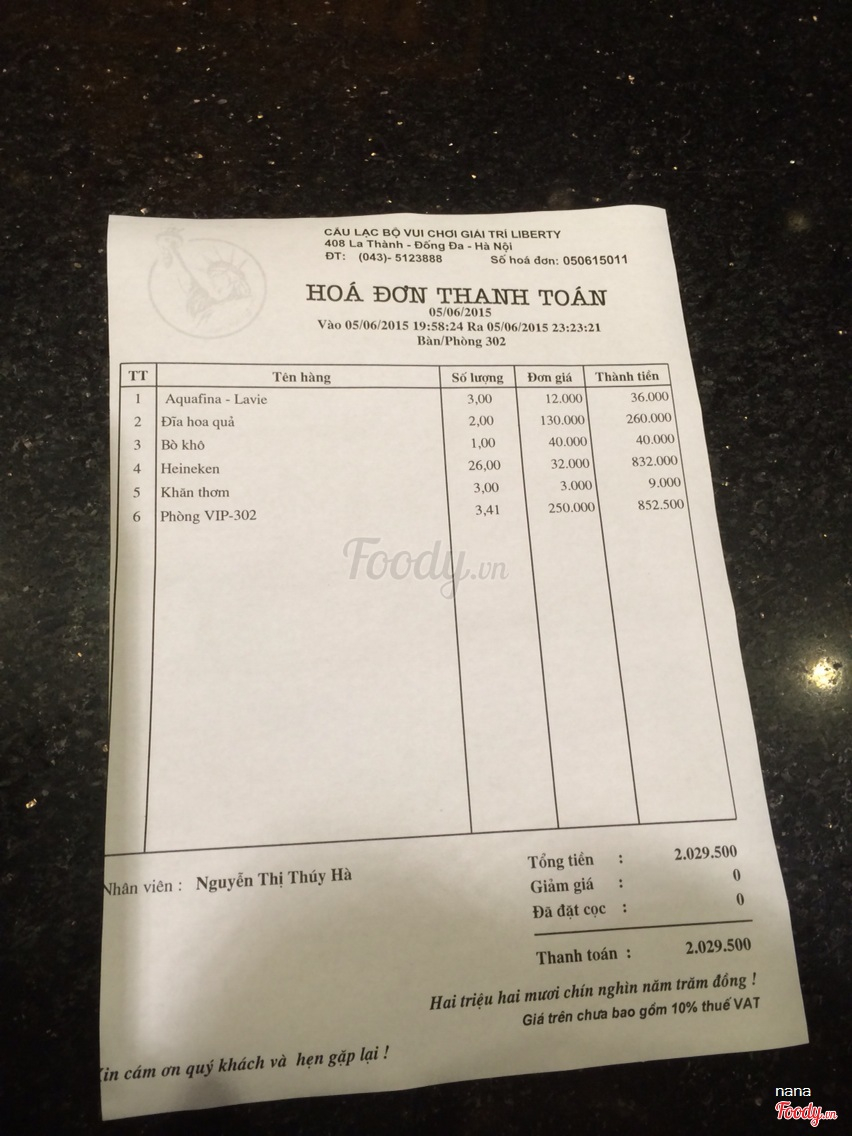 CÂU LẠC BỘ VUI CHƠI GIẢI TRÍ LIBERTY
408 La Thành - Đống Đa - Hà Nội
ĐT: (043)- 5123888 Số hoá đơn: 050615011
HOÁ ĐƠN THANH TOÁN
05/06/2015
Vào 05/06/2015 19:58:24 Ra 05/06/2015 23:23:21
Bàn/Phòng 302
TT Tên hàng Số lượng Đơn giá Thành tiền
1 Aquafina - Lavie 3,00 12.000 36.000
2 Đĩa hoa quả 2,00 130.000 260.000
3 Bò khô 1,00 40.000 40.000
4 Heineken 26,00 32.000 832.000
5 Khăn thơm 3,00 3.000 9.000
6 Phòng VIP-302 3,41 250.000 852.500
Foody.vn
Nhân viên : Nguyễn Thị Thúy Hà
Tổng tiền : 2.029.500
Giảm giá : 0
Đã đặt cọc : 0
Thanh toán : 2.029.500
Hai triệu hai mươi chín nghìn năm trăm đồng !
Giá trên chưa bao gồm 10% thuế VAT
Xin cám ơn quý khách và hẹn gặp lại !
nana
Foody.vn